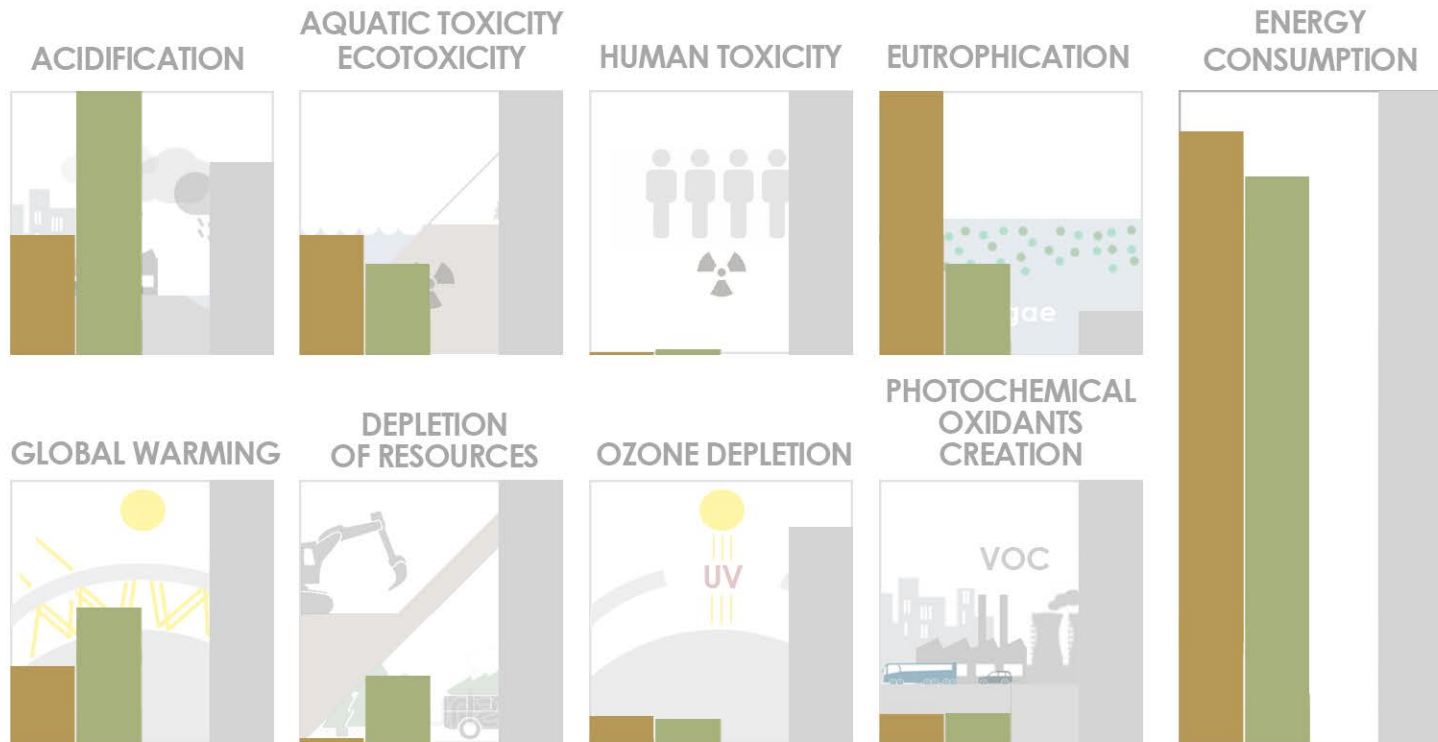 ACIDIFICATION
AQUATIC TOXICITY
ECOTOXICITY
HUMAN TOXICITY
EUTROPHICATION
ENERGY
CONSUMPTION
gae
GLOBAL WARMING
DEPLETION
OF RESOURCES
OZONE DEPLETION
PHOTOCHEMICAL
OXIDANTS
CREATION
UV
VOC